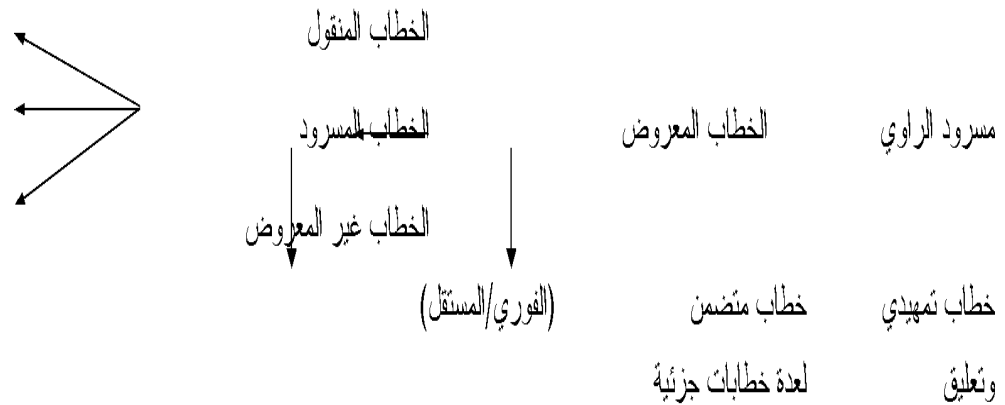 الخطاب المنقول
مسرود الراوي الخطاب المعروض الخطاب المسرود
الخطاب غير المعروض
خطاب تمهيدي خطاب متضمن (الفوري/المستقل)
وتعليق لعدة خطابات جزئية